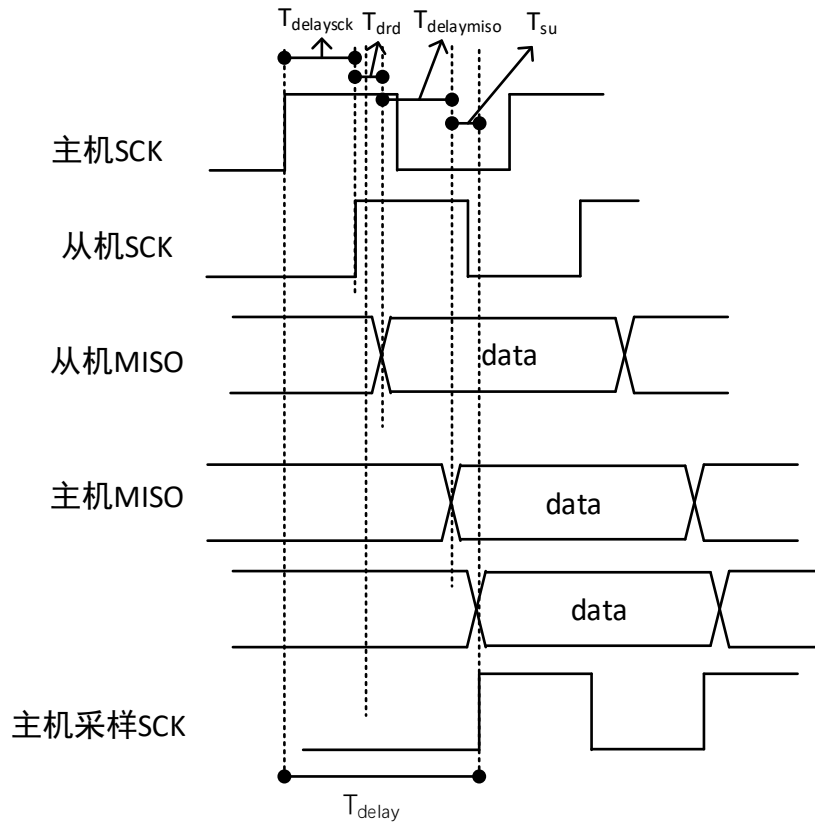 Tdelaysck
Tdrd
Tdelaymiso
Tsu
主机SCK
从机SCK
从机MISO
data
主机MISO
data
data
主机采样SCK
Tdelay